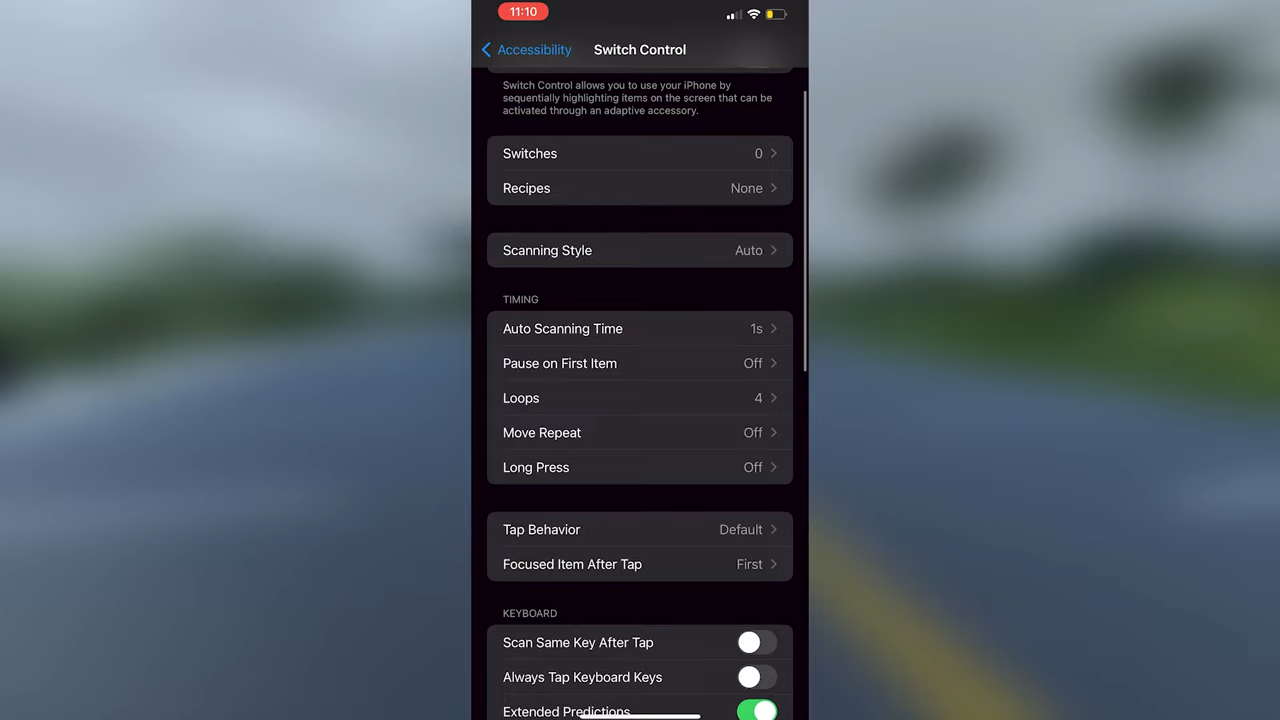 11:10
Accessibility Switch Control
Switch Control allows you to use your iPhone by
sequentially highlighting items on the screen that can be
activated through an adaptive accessory.
Switches 0
Recipes None
Scanning Style Auto
TIMING
Auto Scanning Time 1s
Pause on First Item Off
Loops 4
Move Repeat Off
Long Press Off
Tap Behavior Default
Focused Item After Tap First
KEYBOARD
Scan Same Key After Tap
Always Tap Keyboard Keys
Extended Predictions